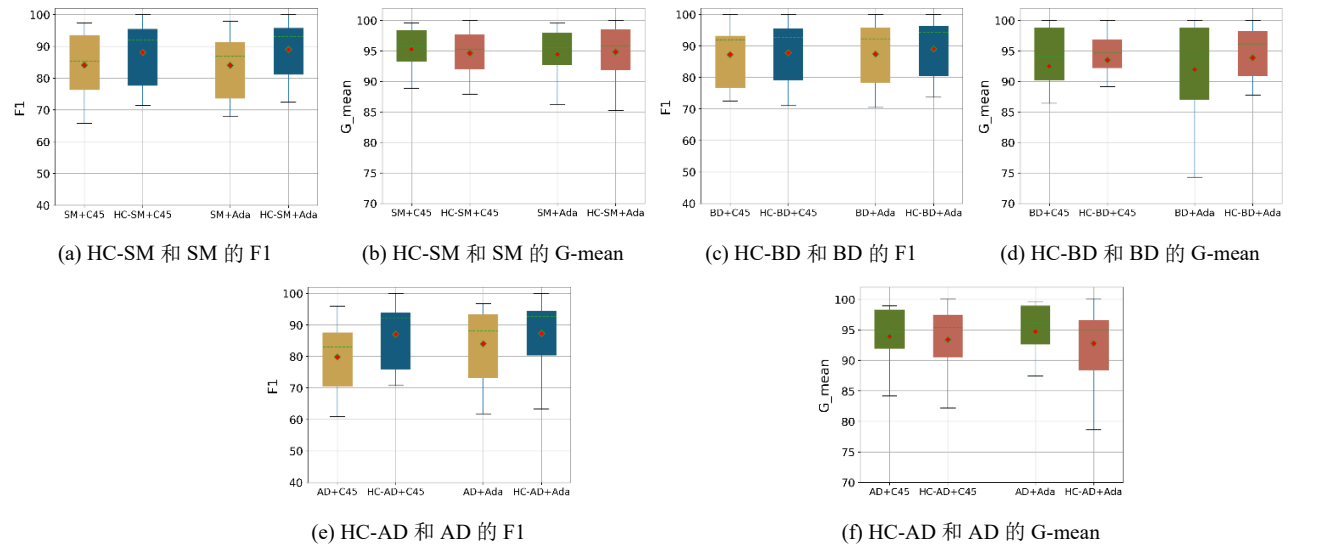 100
90
80
70
60
50
40
F1
SM+C45 HC-SM+C45 SM+Ada HC-SM+Ada
(a) HC-SM 和 SM 的 F1
100
95
90
85
80
75
70
G_mean
SM+C45 HC-SM+C45 SM+Ada HC-SM+Ada
(b) HC-SM 和 SM 的 G-mean
100
90
80
70
60
50
40
F1
BD+C45 HC-BD+C45 BD+Ada HC-BD+Ada
(c) HC-BD 和 BD 的 F1
100
95
90
85
80
75
70
G_mean
BD+C45 HC-BD+C45 BD+Ada HC-BD+Ada
(d) HC-BD 和 BD 的 G-mean
100
90
80
70
60
50
40
F1
AD+C45 HC-AD+C45 AD+Ada HC-AD+Ada
(e) HC-AD 和 AD 的 F1
100
95
90
85
80
75
70
G_mean
AD+C45 HC-AD+C45 AD+Ada HC-AD+Ada
(f) HC-AD 和 AD 的 G-mean